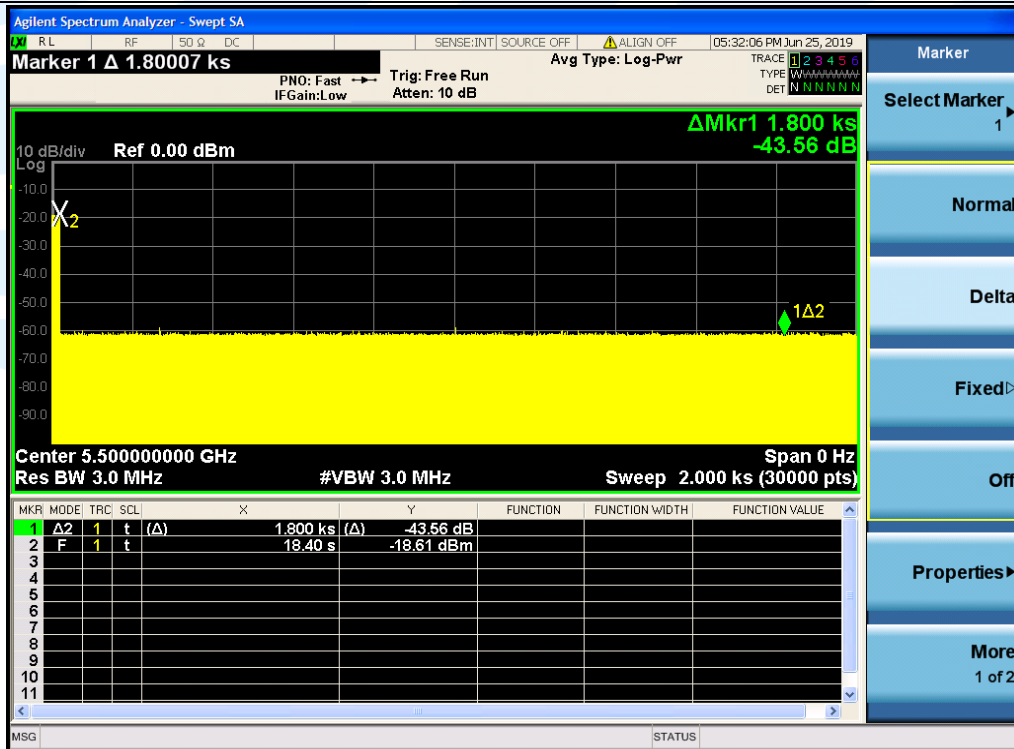 Agilent Spectrum Analyzer - Swept SA
LXI RL RF 50 Ω DC SENSE:INT SOURCE OFF ⚠ALIGN OFF 05:32:06 PM Jun 25, 2019
Marker 1 Δ 1.80007 ks
PNO: Fast
IFGain:Low
Trig: Free Run
Atten: 10 dB
Avg Type: Log-Pwr
TRACE 1 2 3 4 5 6
TYPE W
DET N N N N N N
ΔMkr1 1.800 ks
-43.56 dB
10 dB/div Ref 0.00 dBm
Log
-10.0
-20.0
-30.0
-40.0
-50.0
-60.0
-70.0
-80.0
-90.0
2
1Δ2
Center 5.500000000 GHz Span 0 Hz
Res BW 3.0 MHz #VBW 3.0 MHz Sweep 2.000 ks (30000 pts)
MKR MODE TRC SCL X Y FUNCTION FUNCTION WIDTH FUNCTION VALUE
1 Δ2 1 t (Δ) 1.800 ks (Δ) -43.56 dB
2 F 1 t 18.40 s -18.61 dBm
3
4
5
6
7
8
9
10
11
MSG STATUS
Marker
Select Marker
1
Normal
Delta
Fixed
Off
Properties
More
1 of 2